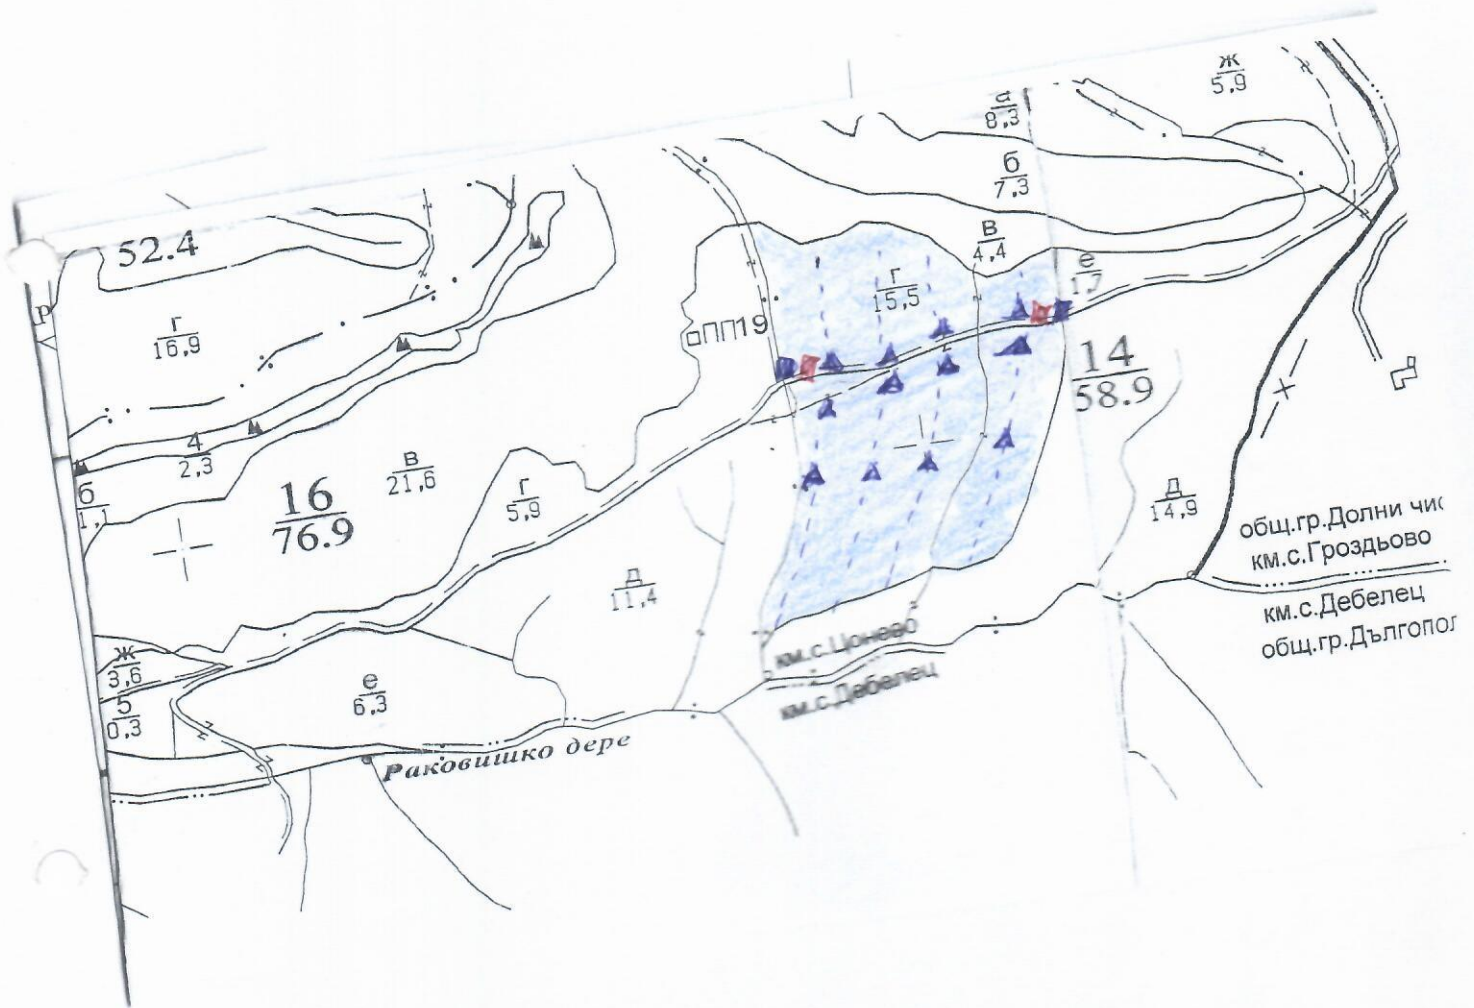 ж
5,9
а
8,3
б
7,3
в
4,4
е
1,7
г
15,5
52.4
г
16,9
ПП19
14
58.9
4
2,3
в
21,6
б
1,1
16
76.9
г
5,9
д
14,9
общ.гр.Долни чи
км.с.Гроздьово
км.с.Дебелец
общ.гр.Дългопол
д
11,4
км.с.Цонево
км.с.Дебелец
ж
3,6
5
0,3
е
6,3
Раковишко дере